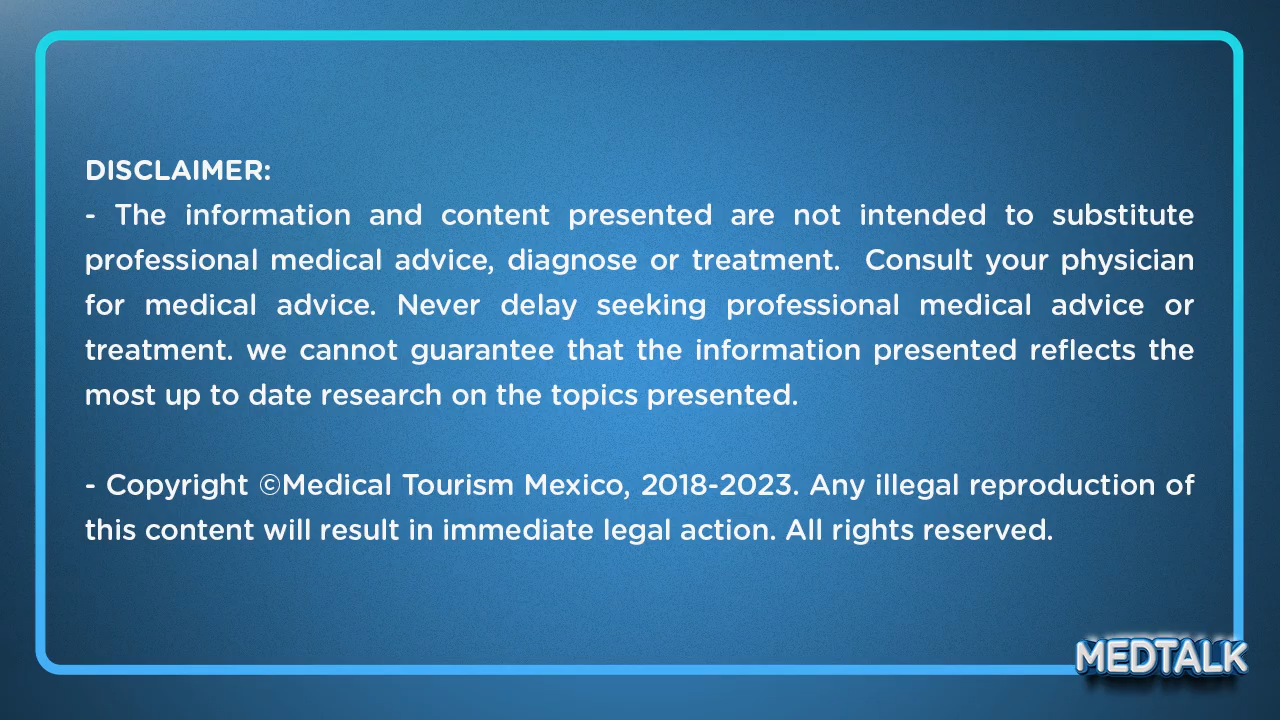 DISCLAIMER:
- The information and content presented are not intended to substitute
professional medical advice, diagnose or treatment.  Consult your physician
for medical advice. Never delay seeking professional medical advice or
treatment. we cannot guarantee that the information presented reflects the
most up to date research on the topics presented.
- Copyright ©Medical Tourism Mexico, 2018-2023. Any illegal reproduction of
this content will result in immediate legal action. All rights reserved.
MEDTALK